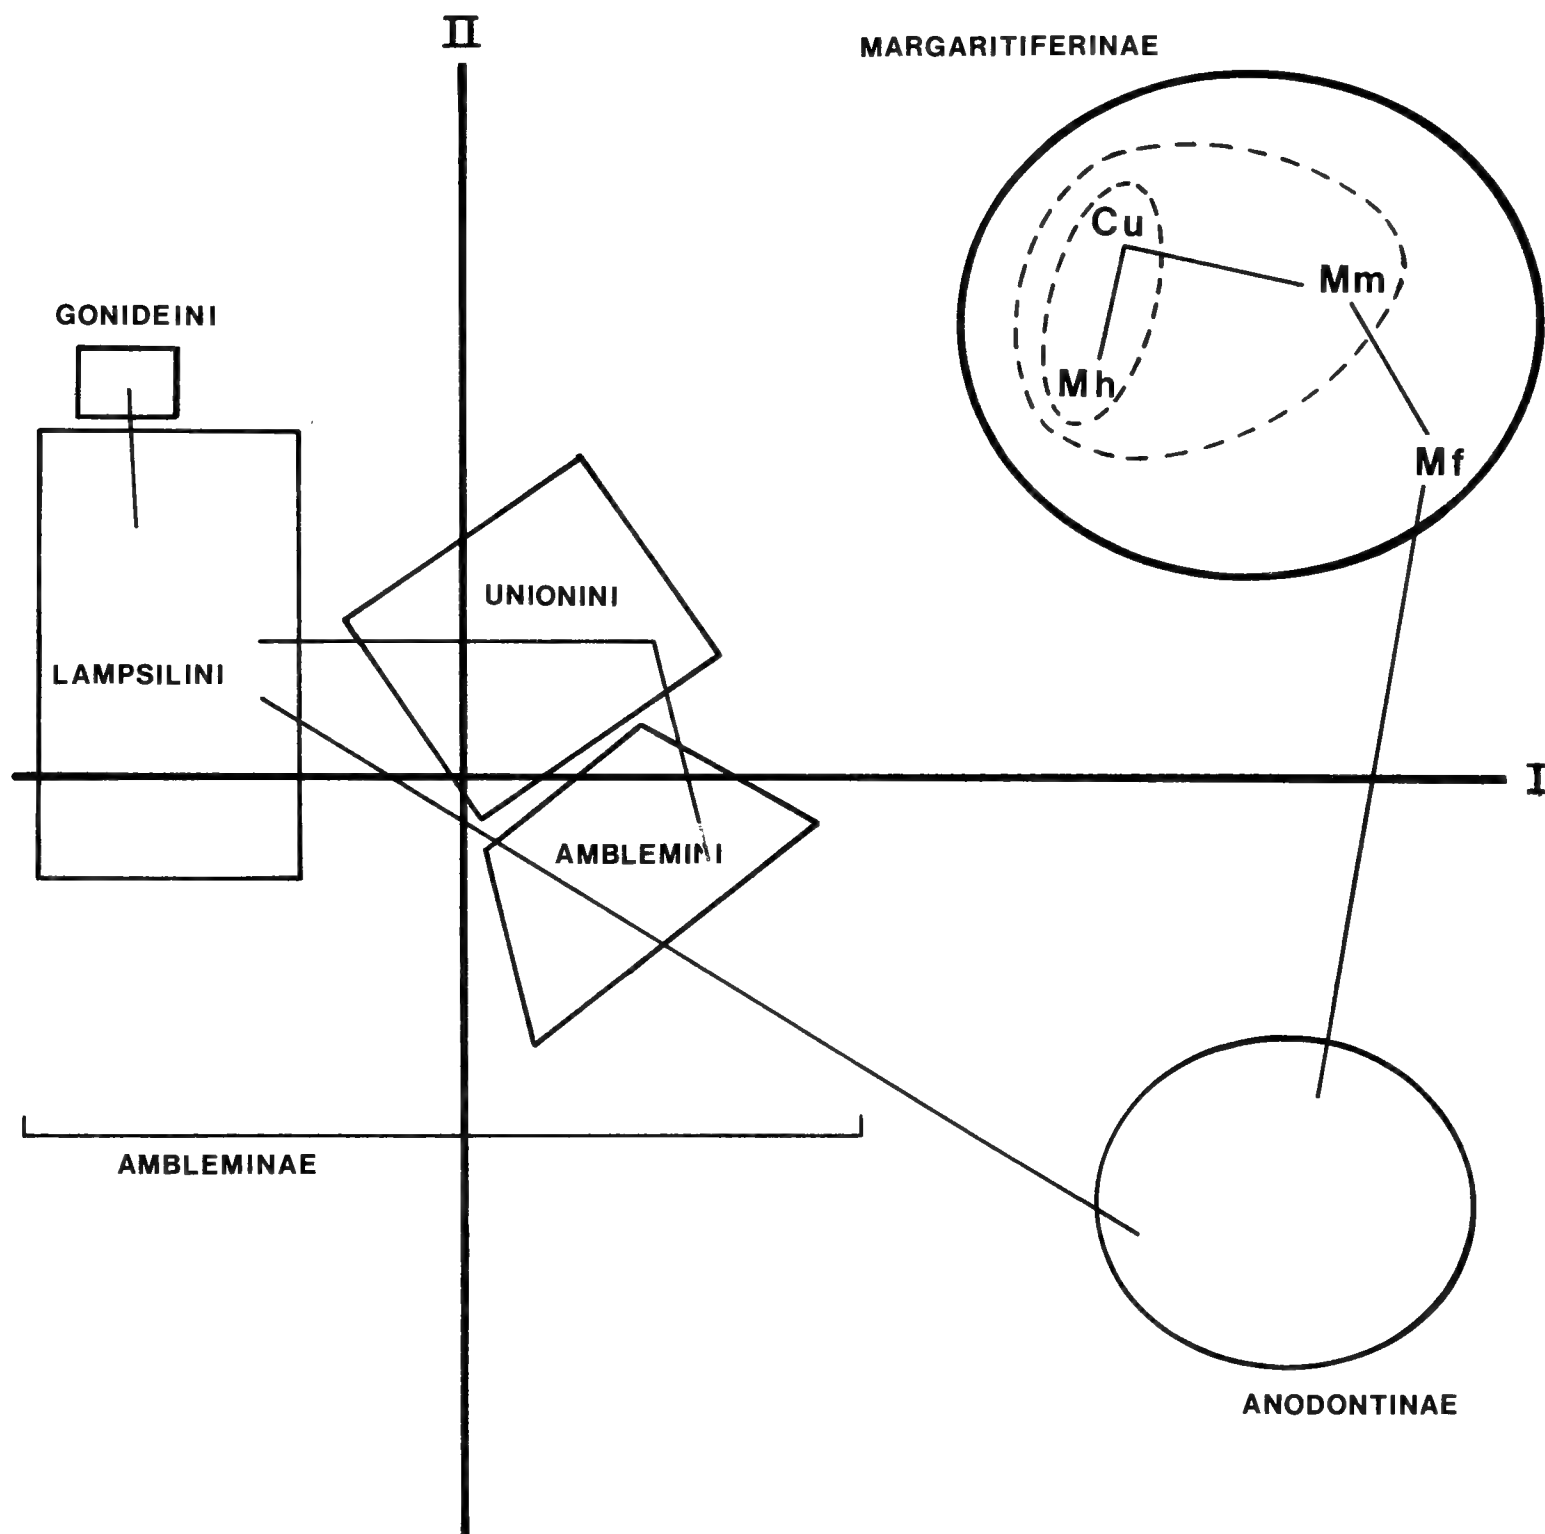 II
MARGARITIFERINAE
Cu
Mm
GONIDEINI
Mh
Mf
UNIONINI
LAMPSILINI
I
AMBLEMINI
AMBLEMINAE
ANODONTINAE